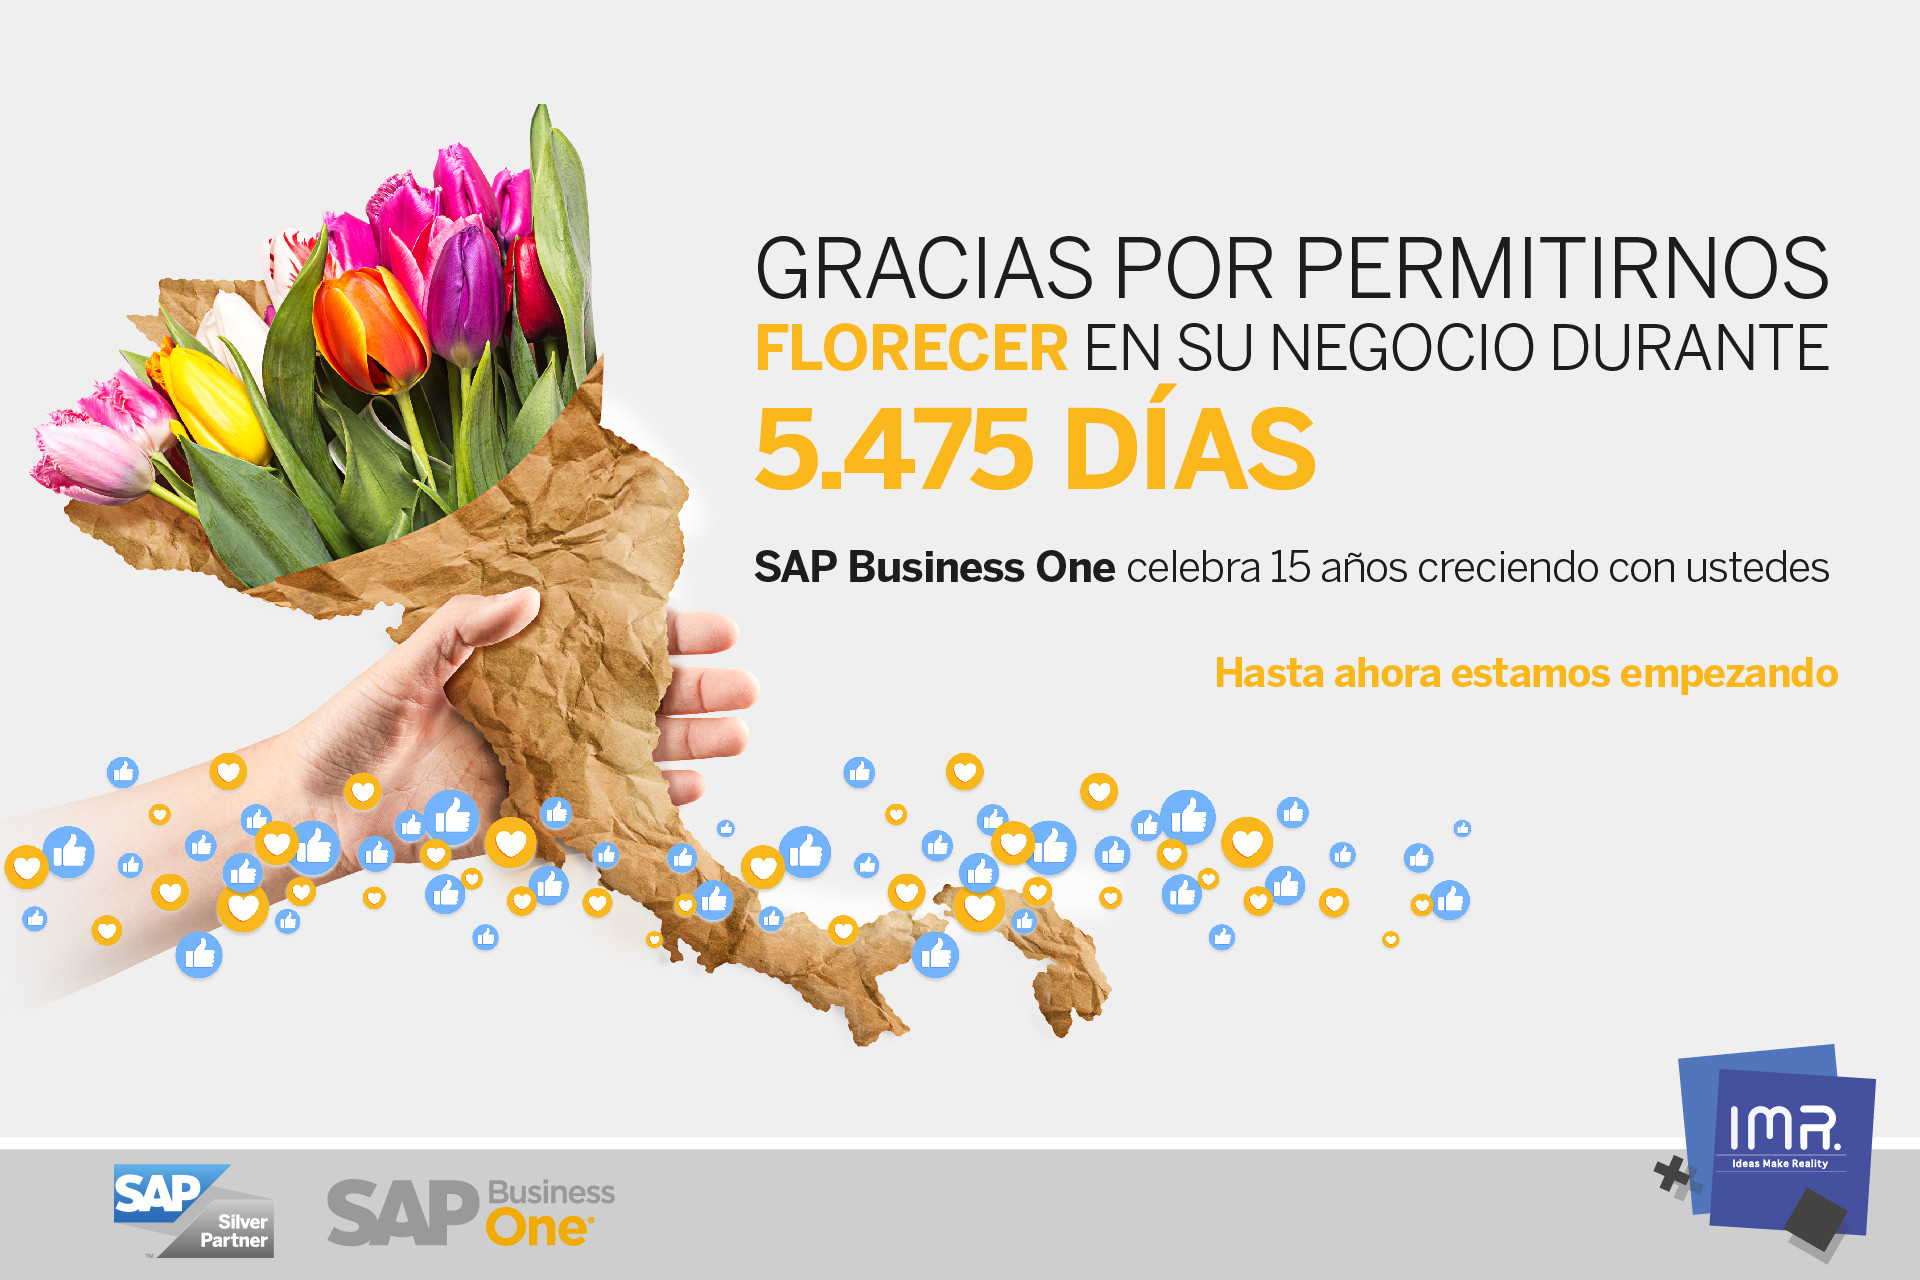 GRACIAS POR PERMITIRNOS
FLORECER EN SU NEGOCIO DURANTE
5.475 DÍAS
SAP Business One celebra 15 años creciendo con ustedes
Hasta ahora estamos empezando
SAP
Silver
Partner
TM
SAP Business
One
IMR.
Ideas Make Reality